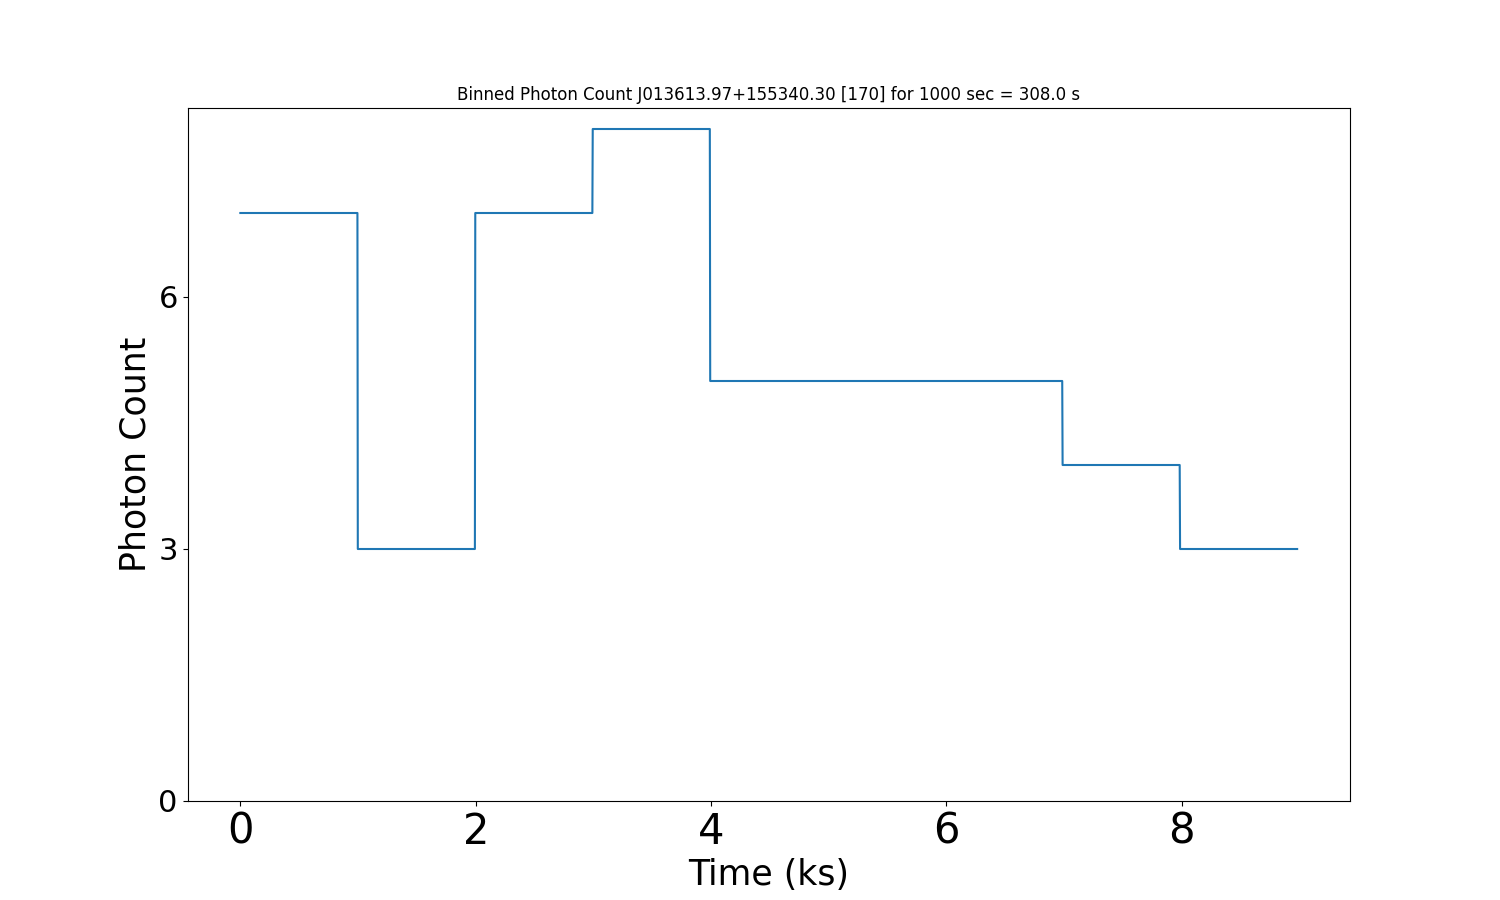 Binned Photon Count J013613.97+155340.30 [170] for 1000 sec = 308.0 s
Photon Count
6
3
0
0 2 4 6 8
Time (ks)